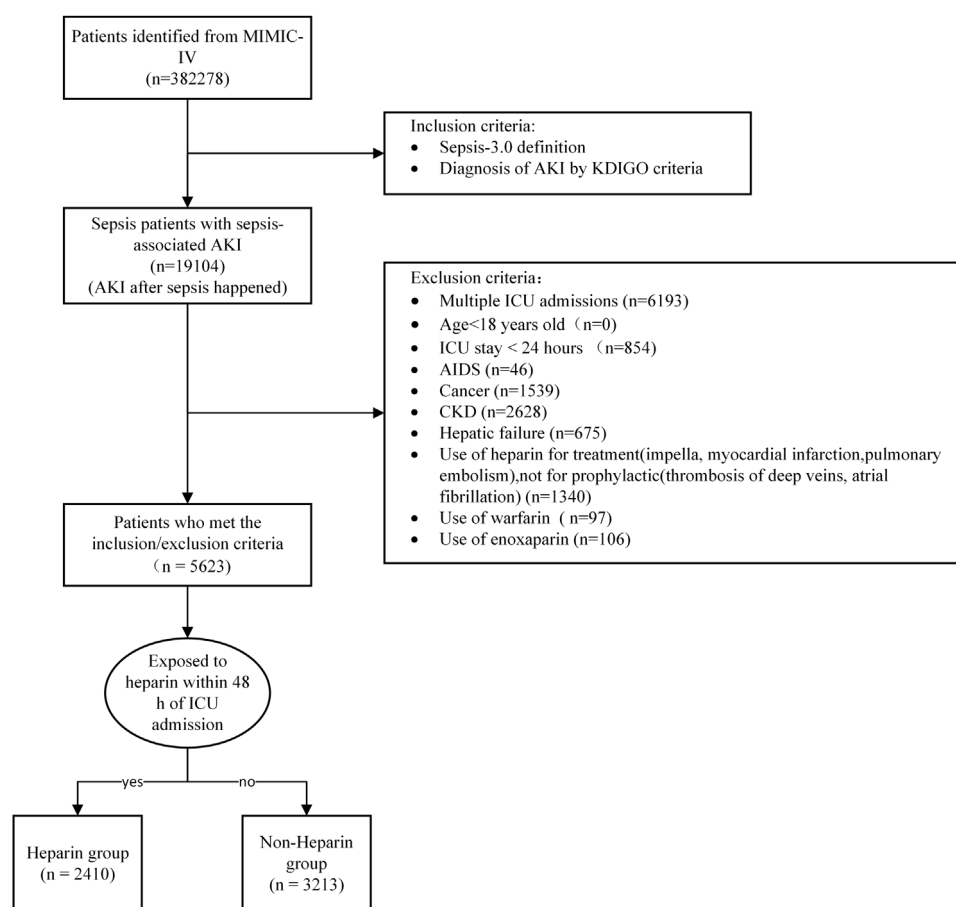 Patients identified from MIMIC-
IV
(n=382278)
Inclusion criteria:
• Sepsis-3.0 definition
• Diagnosis of AKI by KDIGO criteria
Sepsis patients with sepsis-
associated AKI
(n=19104)
(AKI after sepsis happened)
Exclusion criteria：
• Multiple ICU admissions (n=6193)
• Age<18 years old（n=0)
• ICU stay < 24 hours （n=854)
• AIDS (n=46)
• Cancer (n=1539)
• CKD (n=2628)
• Hepatic failure (n=675)
• Use of heparin for treatment(impella, myocardial infarction,pulmonary
embolism),not for prophylactic(thrombosis of deep veins, atrial
fibrillation) (n=1340)
• Use of warfarin ( n=97)
• Use of enoxaparin (n=106)
Patients who met the
inclusion/exclusion criteria
（n = 5623)
Exposed to
heparin within 48
h of ICU
admission
yes
no
Heparin group
(n = 2410)
Non-Heparin
group
(n = 3213)